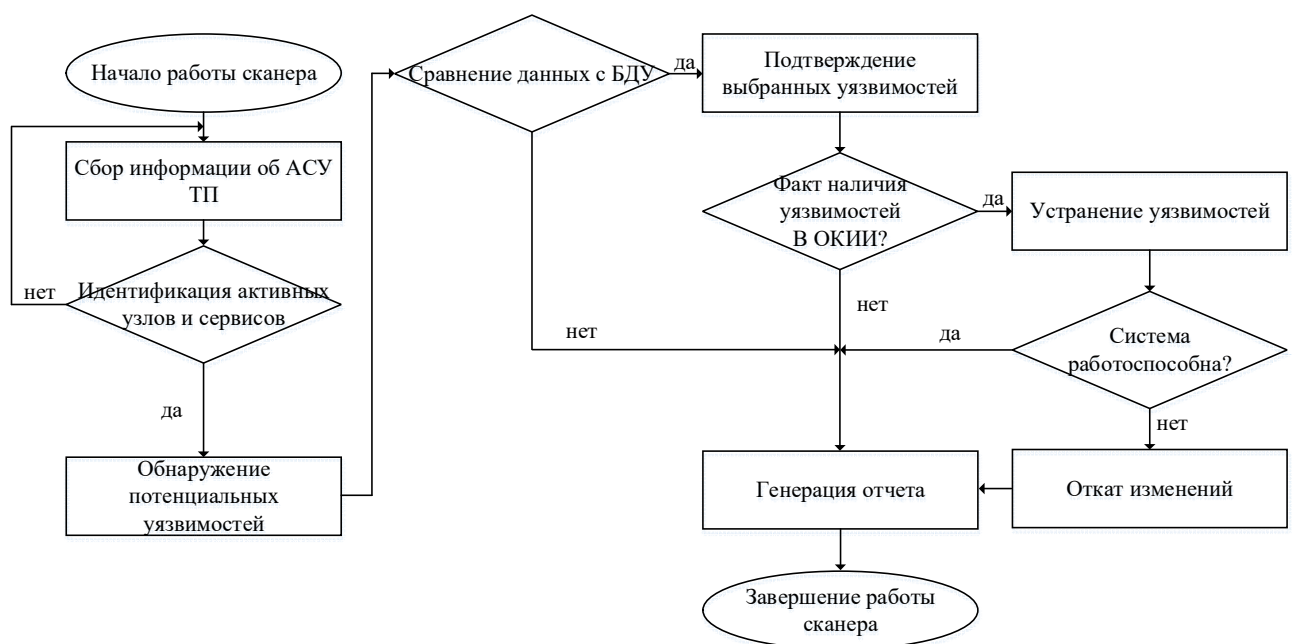 Начало работы сканера
Сбор информации об АСУ
ТП
нет
Идентификация активных
узлов и сервисов
да
Обнаружение
потенциальных
уязвимостей
Сравнение данных с БДУ
да
нет
Подтверждение
выбранных уязвимостей
Факт наличия
уязвимостей
В ОКИИ?
да
нет
Устранение уязвимостей
Система
работоспособна?
да
нет
Откат изменений
Генерация отчета
Завершение работы
сканера